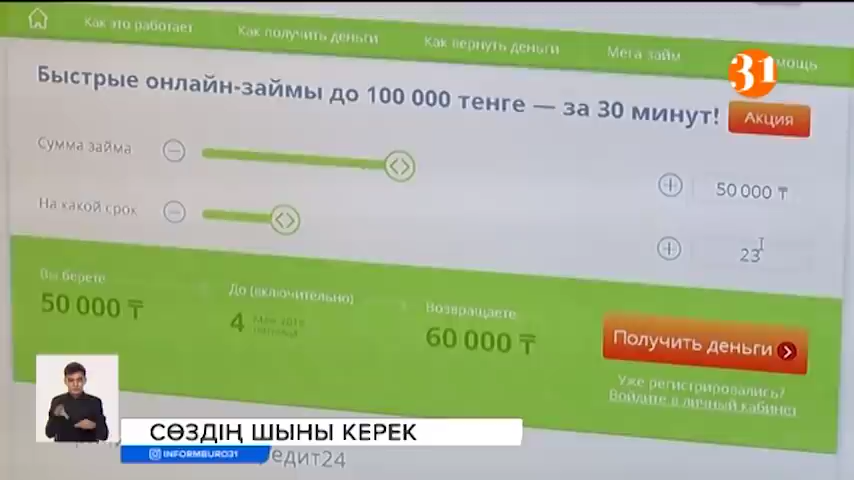 Как это работает Как получить деньги Как вернуть деньги Мега займ
31
Быстрые онлайн-займы до 100 000 тенге — за 30 минут! Акция
Сумма займа 50 000 ₸
На какой срок 23
Вы берете До (включительно) Возвращаете
50 000 ₸ 4 60 000 ₸
Получить деньги
Уже регистрировались?
Войдите в личный кабинет
СӨЗДІҢ ШЫНЫ КЕРЕК
INFORMBURO31
едит24